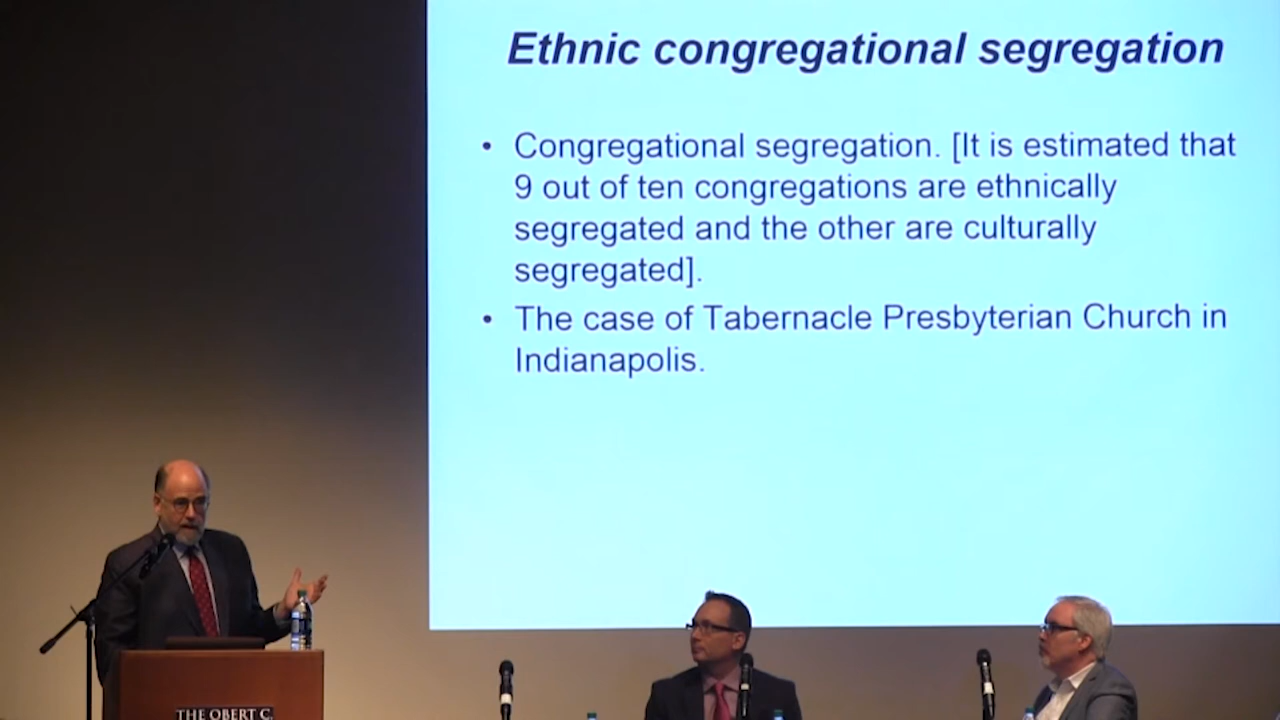 Ethnic congregational segregation
• Congregational segregation. [It is estimated that
9 out of ten congregations are ethnically
segregated and the other are culturally
segregated].
• The case of Tabernacle Presbyterian Church in
Indianapolis.
THE OBERT C.